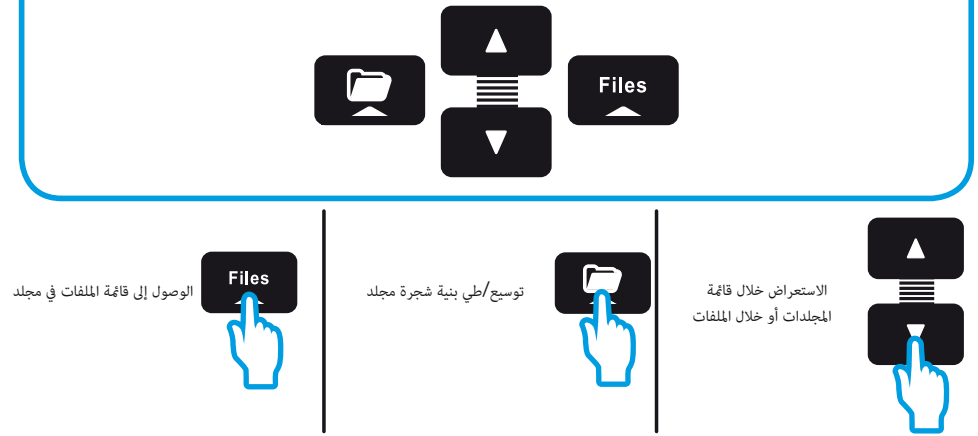 Files
الاستعراض خلال قائمة
المجلدات أو خلال الملفات
توسيع/طي بنية شجرة مجلد
Files
الوصول إلى قائمة الملفات في مجلد